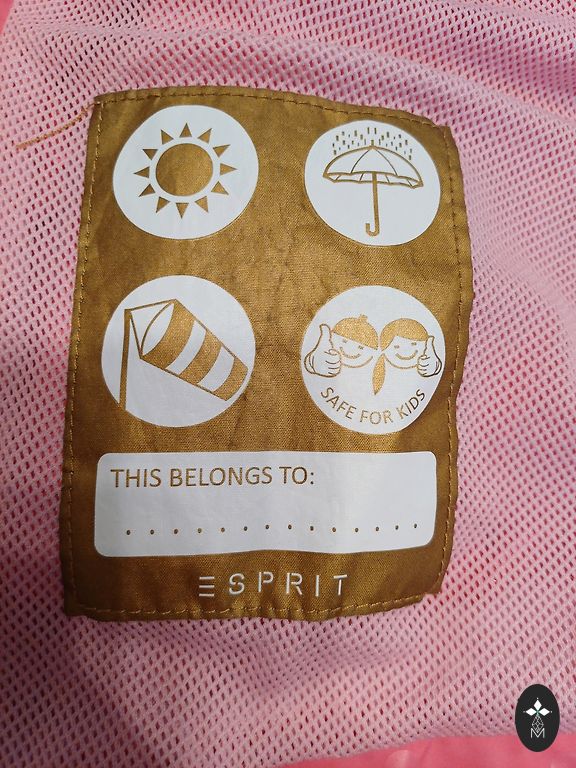 SAFE FOR KIDS
THIS BELONGS TO:
..............
ESPRIT